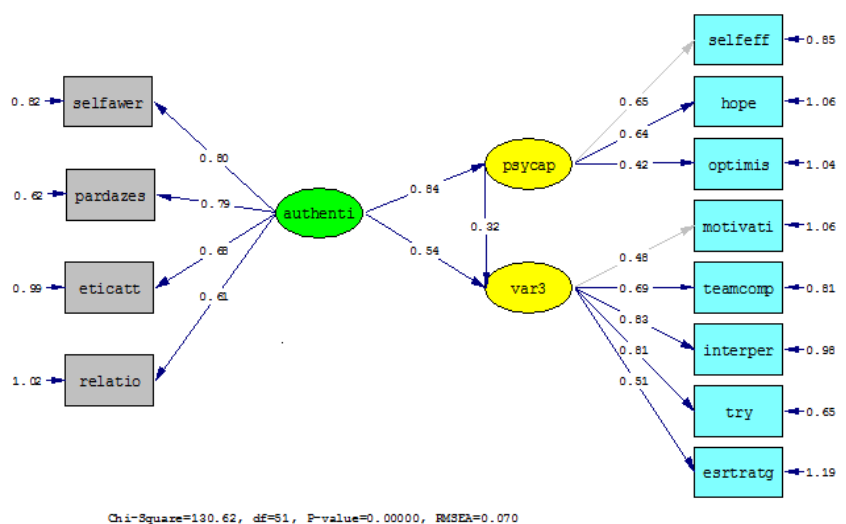 selfeff
0.85
0.82
selfawer
0.65
hope
1.06
0.80
0.64
psycap
optimis
1.04
0.62
pardazes
0.79
0.84
0.42
authenti
motivati
1.06
0.32
0.68
0.54
0.48
0.99
eticatt
var3
0.69
teamcomp
0.81
0.61
0.83
interper
0.98
0.81
1.02
relatio
0.51
try
0.65
esrtratg
1.19
Chi-Square=130.62, df=51, P-value=0.00000, RMSEA=0.070